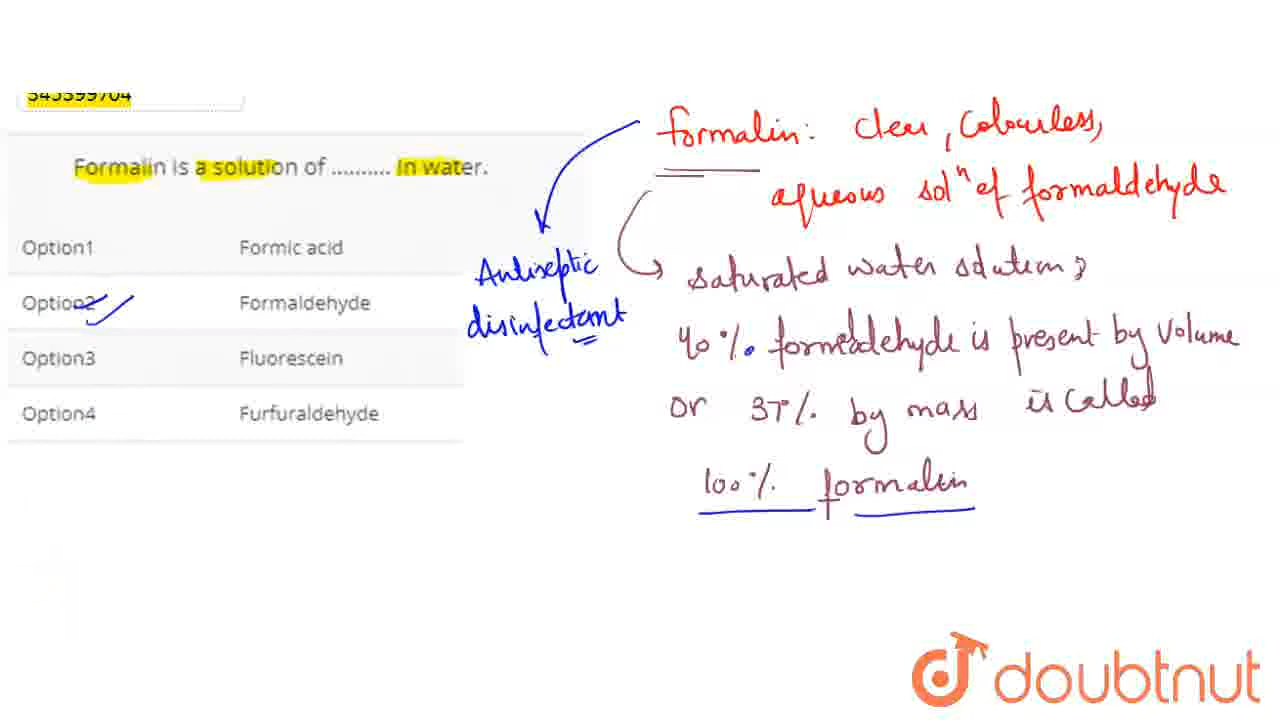 345399704
Formalin is a solution of .......... In water.
Option1 Formic acid
Option2 Formaldehyde
Option3 Fluorescein
Option4 Furfuraldehyde
formalin: clear, Colourless,
aqueous solⁿ of formaldehyde
Antiseptic
disinfectant
saturated water solution,
40%. formaldehyde is present by volume
or 37%. by mass is called
100%. formalin
doubtnut